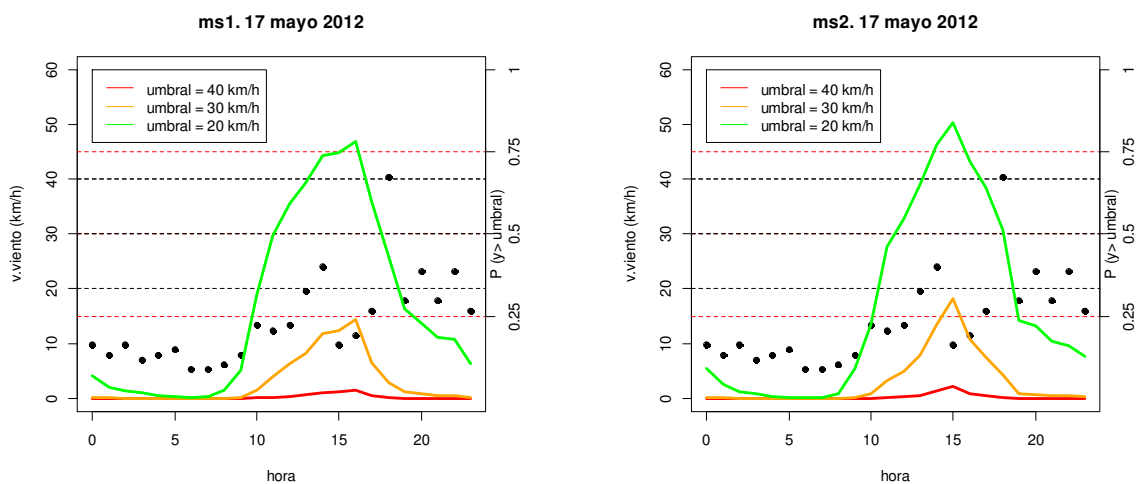 ms1. 17 mayo 2012
umbral = 40 km/h
umbral = 30 km/h
umbral = 20 km/h
v.viento (km/h)
60
50
40
30
20
10
0
0 5 10 15 20
hora
1
0.75
0.5
0.25
P (y> umbral)
ms2. 17 mayo 2012
umbral = 40 km/h
umbral = 30 km/h
umbral = 20 km/h
v.viento (km/h)
60
50
40
30
20
10
0
0 5 10 15 20
hora
1
0.75
0.5
0.25
P (y> umbral)